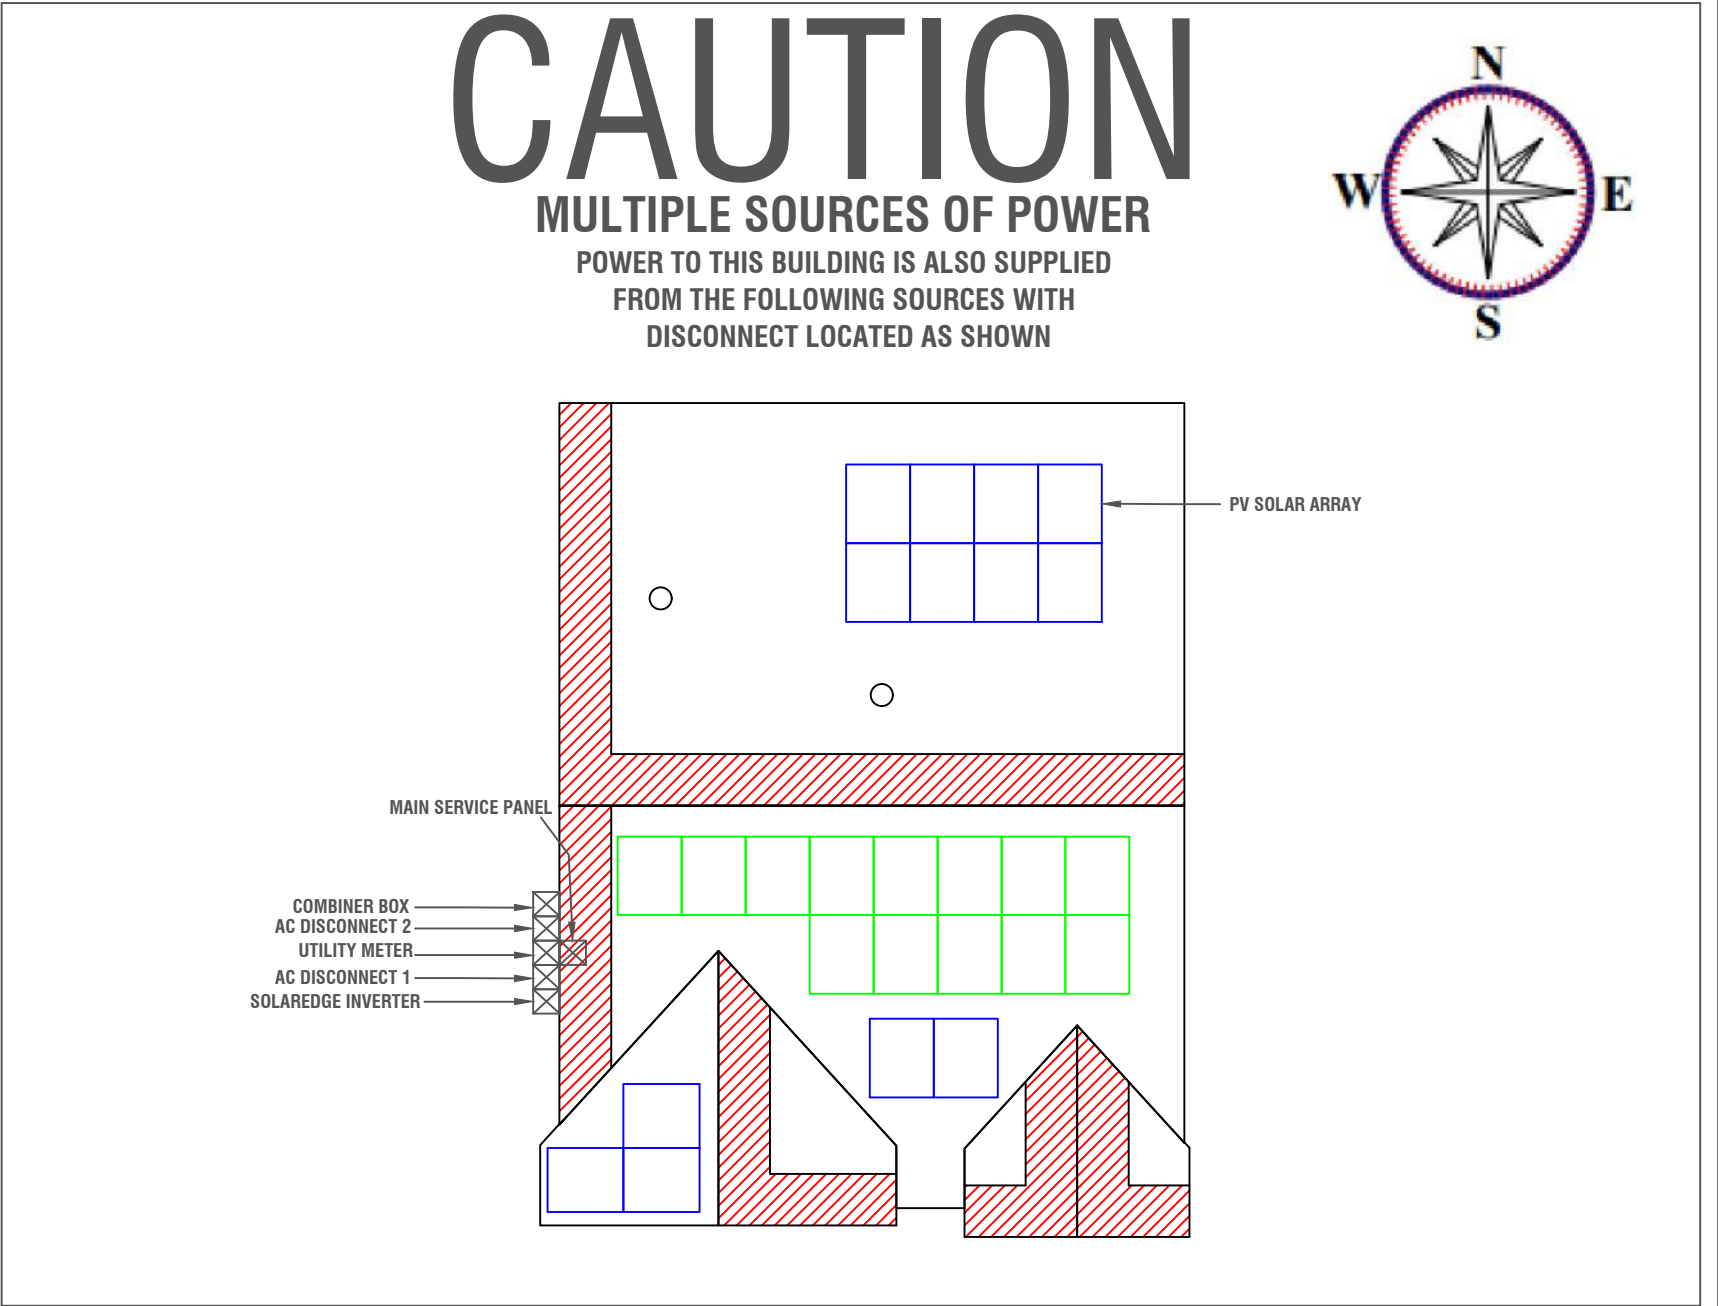 CAUTION
MULTIPLE SOURCES OF POWER
POWER TO THIS BUILDING IS ALSO SUPPLIED
FROM THE FOLLOWING SOURCES WITH
DISCONNECT LOCATED AS SHOWN
N
W
E
S
PV SOLAR ARRAY
MAIN SERVICE PANEL
COMBINER BOX
AC DISCONNECT 2
UTILITY METER
AC DISCONNECT 1
SOLAREDGE INVERTER